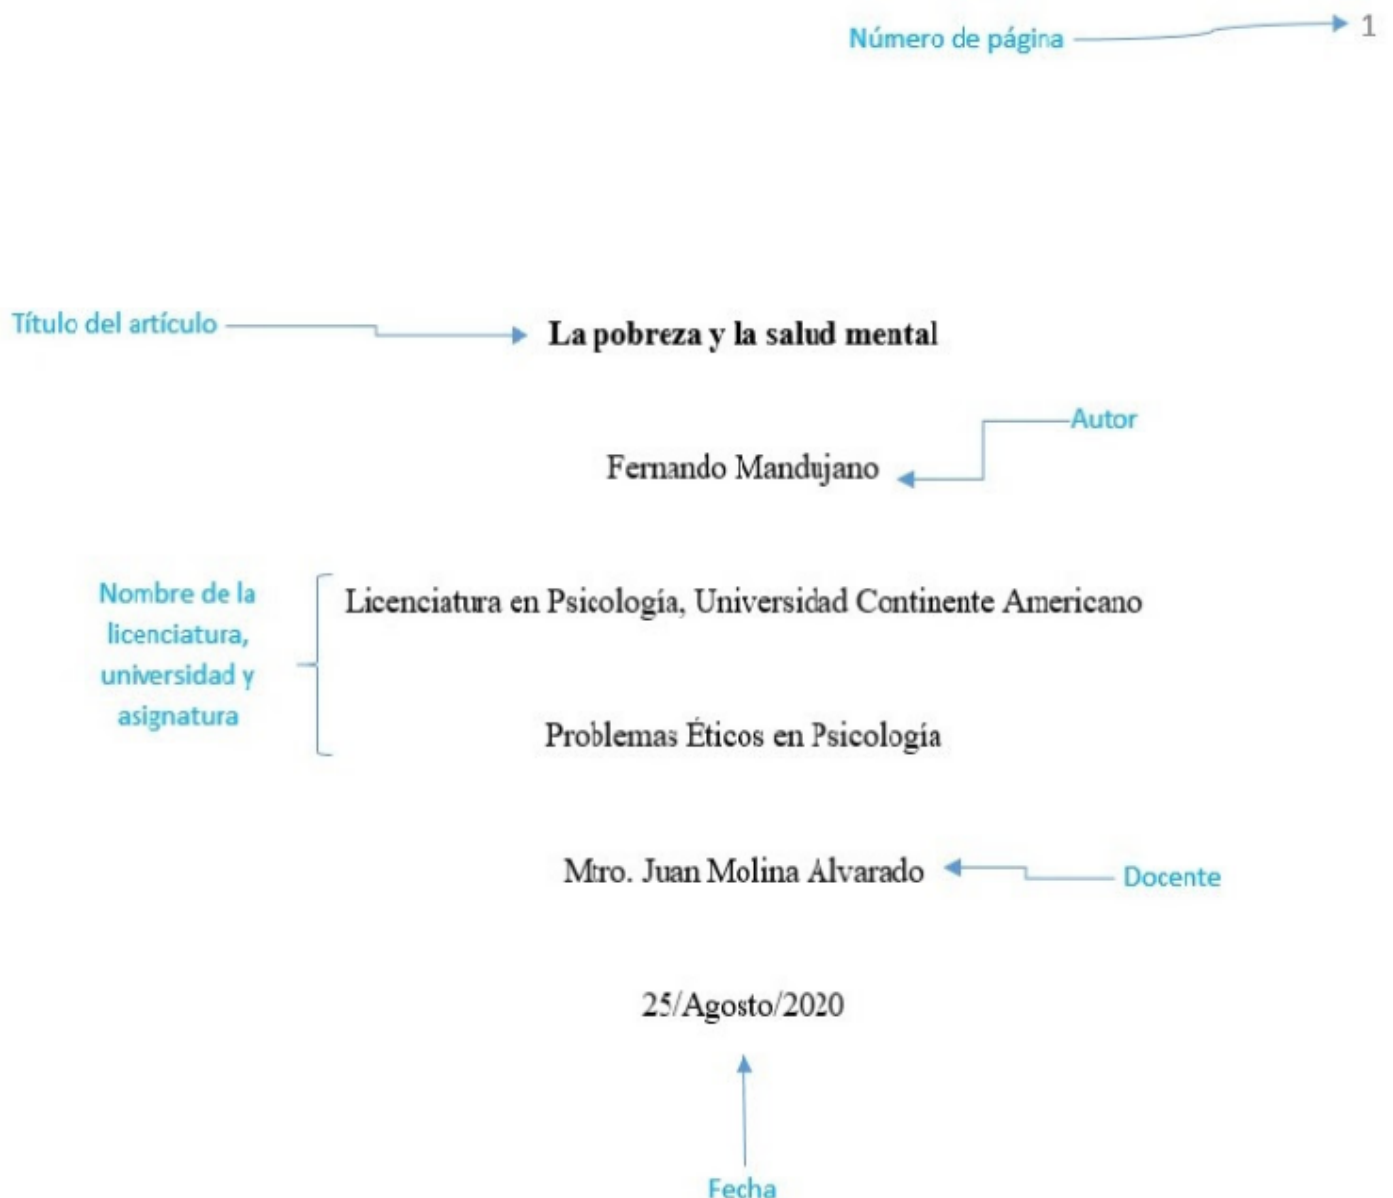 Número de página
1
Título del artículo
La pobreza y la salud mental
Autor
Fernando Mandujano
Nombre de la
licenciatura,
universidad y
asignatura
Licenciatura en Psicología, Universidad Continente Americano
Problemas Éticos en Psicología
Mtro. Juan Molina Alvarado
Docente
25/Agosto/2020
Fecha